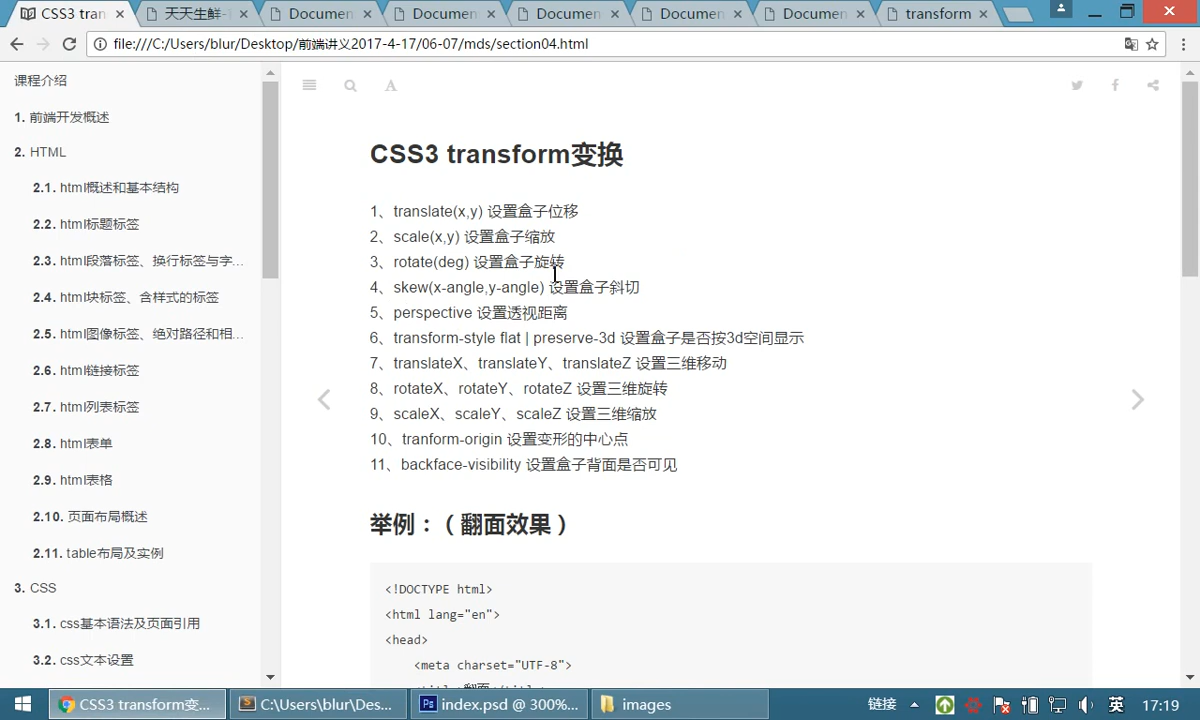 CSS3 tran
天天生鲜-
Documen
Documen
Documen
Documen
Documen
transform
file:///C:/Users/blur/Desktop/前端讲义2017-4-17/06-07/mds/section04.html
课程介绍
1. 前端开发概述
2. HTML
2.1. html概述和基本结构
2.2. html标题标签
2.3. html段落标签、换行标签与字...
2.4. html块标签、含样式的标签
2.5. html图像标签、绝对路径和相...
2.6. html链接标签
2.7. html列表标签
2.8. html表单
2.9. html表格
2.10. 页面布局概述
2.11. table布局及实例
3. CSS
3.1. css基本语法及页面引用
3.2. css文本设置
A
CSS3 transform变换
1、translate(x,y) 设置盒子位移
2、scale(x,y) 设置盒子缩放
3、rotate(deg) 设置盒子旋转
4、skew(x-angle,y-angle) 设置盒子斜切
5、perspective 设置透视距离
6、transform-style flat | preserve-3d 设置盒子是否按3d空间显示
7、translateX、translateY、translateZ 设置三维移动
8、rotateX、rotateY、rotateZ 设置三维旋转
9、scaleX、scaleY、scaleZ 设置三维缩放
10、tranform-origin 设置变形的中心点
11、backface-visibility 设置盒子背面是否可见
举例：（翻面效果）
<!DOCTYPE html>
<html lang="en">
<head>
<meta charset="UTF-8">
CSS3 transform变...
C:\Users\blur\Des...
index.psd @ 300%...
images
链接
英
17:19